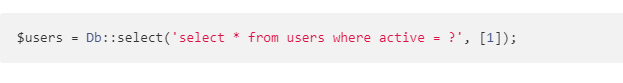 $users = Db::select('select * from users where active = ?', [1]);